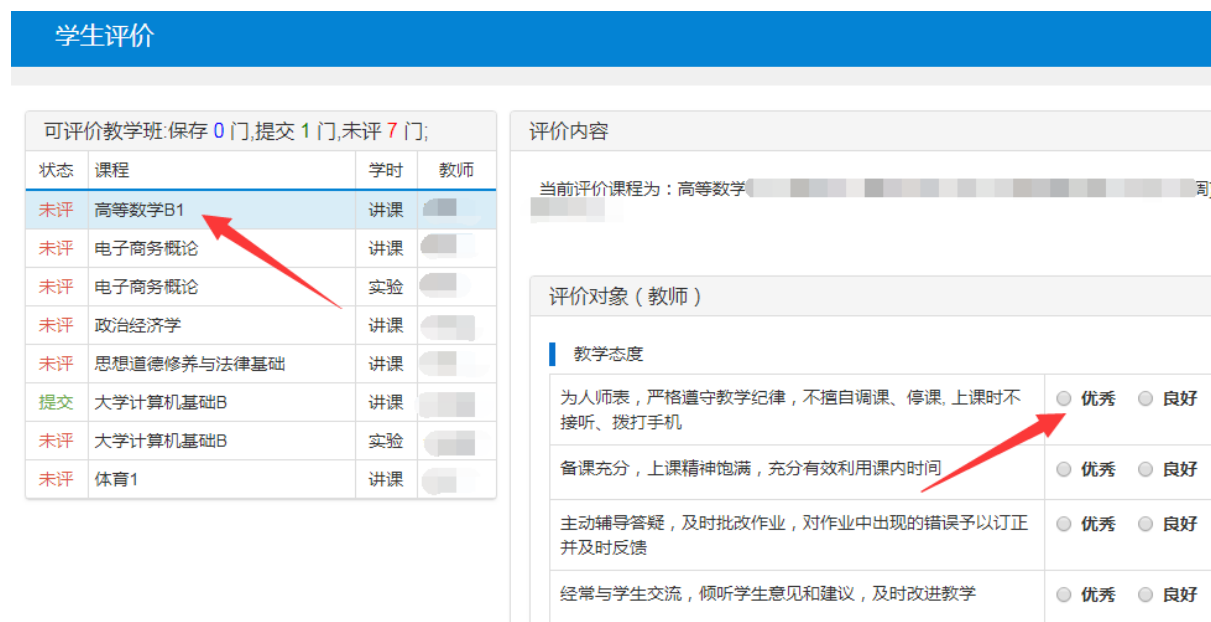 学生评价
可评价教学班:保存 0 门,提交 1 门,未评 7 门;
状态 课程 学时 教师
未评 高等数学B1 讲课
未评 电子商务概论 讲课
未评 电子商务概论 实验
未评 政治经济学 讲课
未评 思想道德修养与法律基础 讲课
提交 大学计算机基础B 讲课
未评 大学计算机基础B 实验
未评 体育1 讲课
评价内容
当前评价课程为：高等数学
评价对象（教师）
教学态度
为人师表，严格遵守教学纪律，不擅自调课、停课, 上课时不
接听、拨打手机
优秀 良好
备课充分，上课精神饱满，充分有效利用课内时间
优秀 良好
主动辅导答疑，及时批改作业，对作业中出现的错误予以订正
并及时反馈
优秀 良好
经常与学生交流，倾听学生意见和建议，及时改进教学
优秀 良好